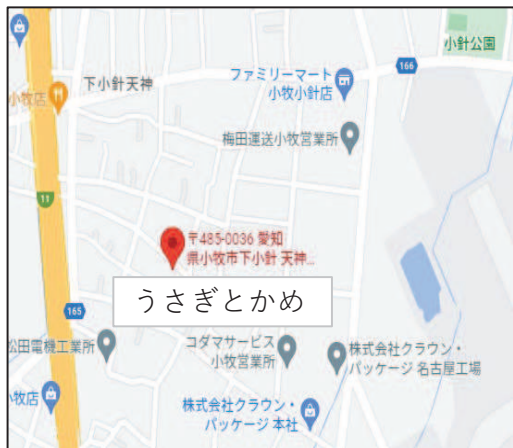 小針公園
166
ファミリーマート
小牧小針店
下小針天神
小牧店
梅田運送小牧営業所
11
〒485-0036 愛知
県小牧市下小針 天神...
うさぎとかめ
165
松田電機工業所
コダマサービス
小牧営業所
株式会社クラウン・
パッケージ 名古屋工場
牧店
株式会社クラウン・
パッケージ 本社